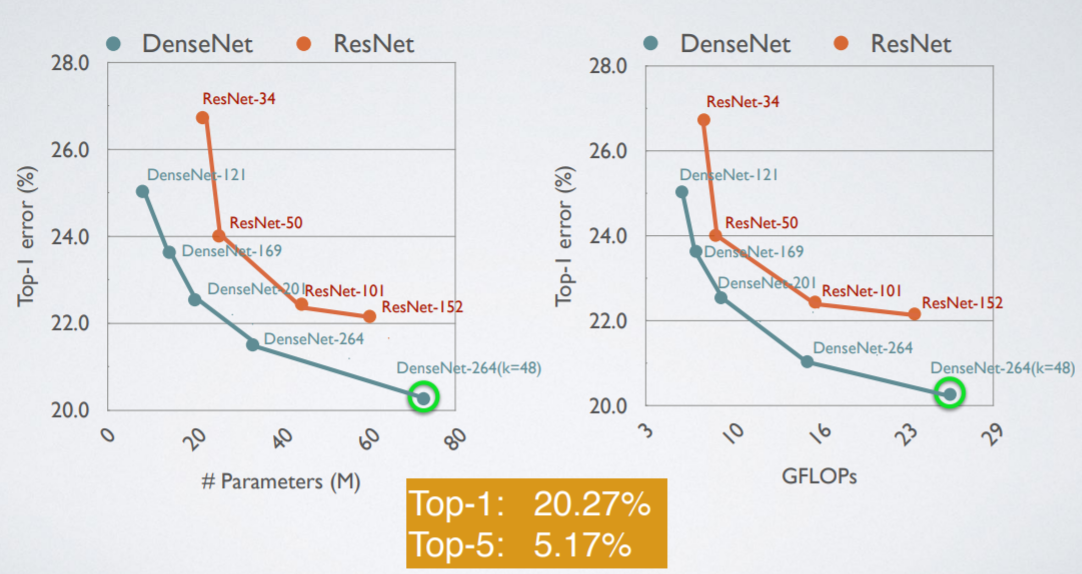 DenseNet ResNet
28.0
26.0
24.0
22.0
20.0
Top-1 error (%)
ResNet-34
DenseNet-121
ResNet-50
DenseNet-169
DenseNet-201
ResNet-101
ResNet-152
DenseNet-264
DenseNet-264(k=48)
0 20 40 60 80
# Parameters (M)
DenseNet ResNet
28.0
26.0
24.0
22.0
20.0
Top-1 error (%)
ResNet-34
DenseNet-121
ResNet-50
DenseNet-169
DenseNet-201
ResNet-101
ResNet-152
DenseNet-264
DenseNet-264(k=48)
3 10 16 23 29
GFLOPs
Top-1: 20.27%
Top-5: 5.17%